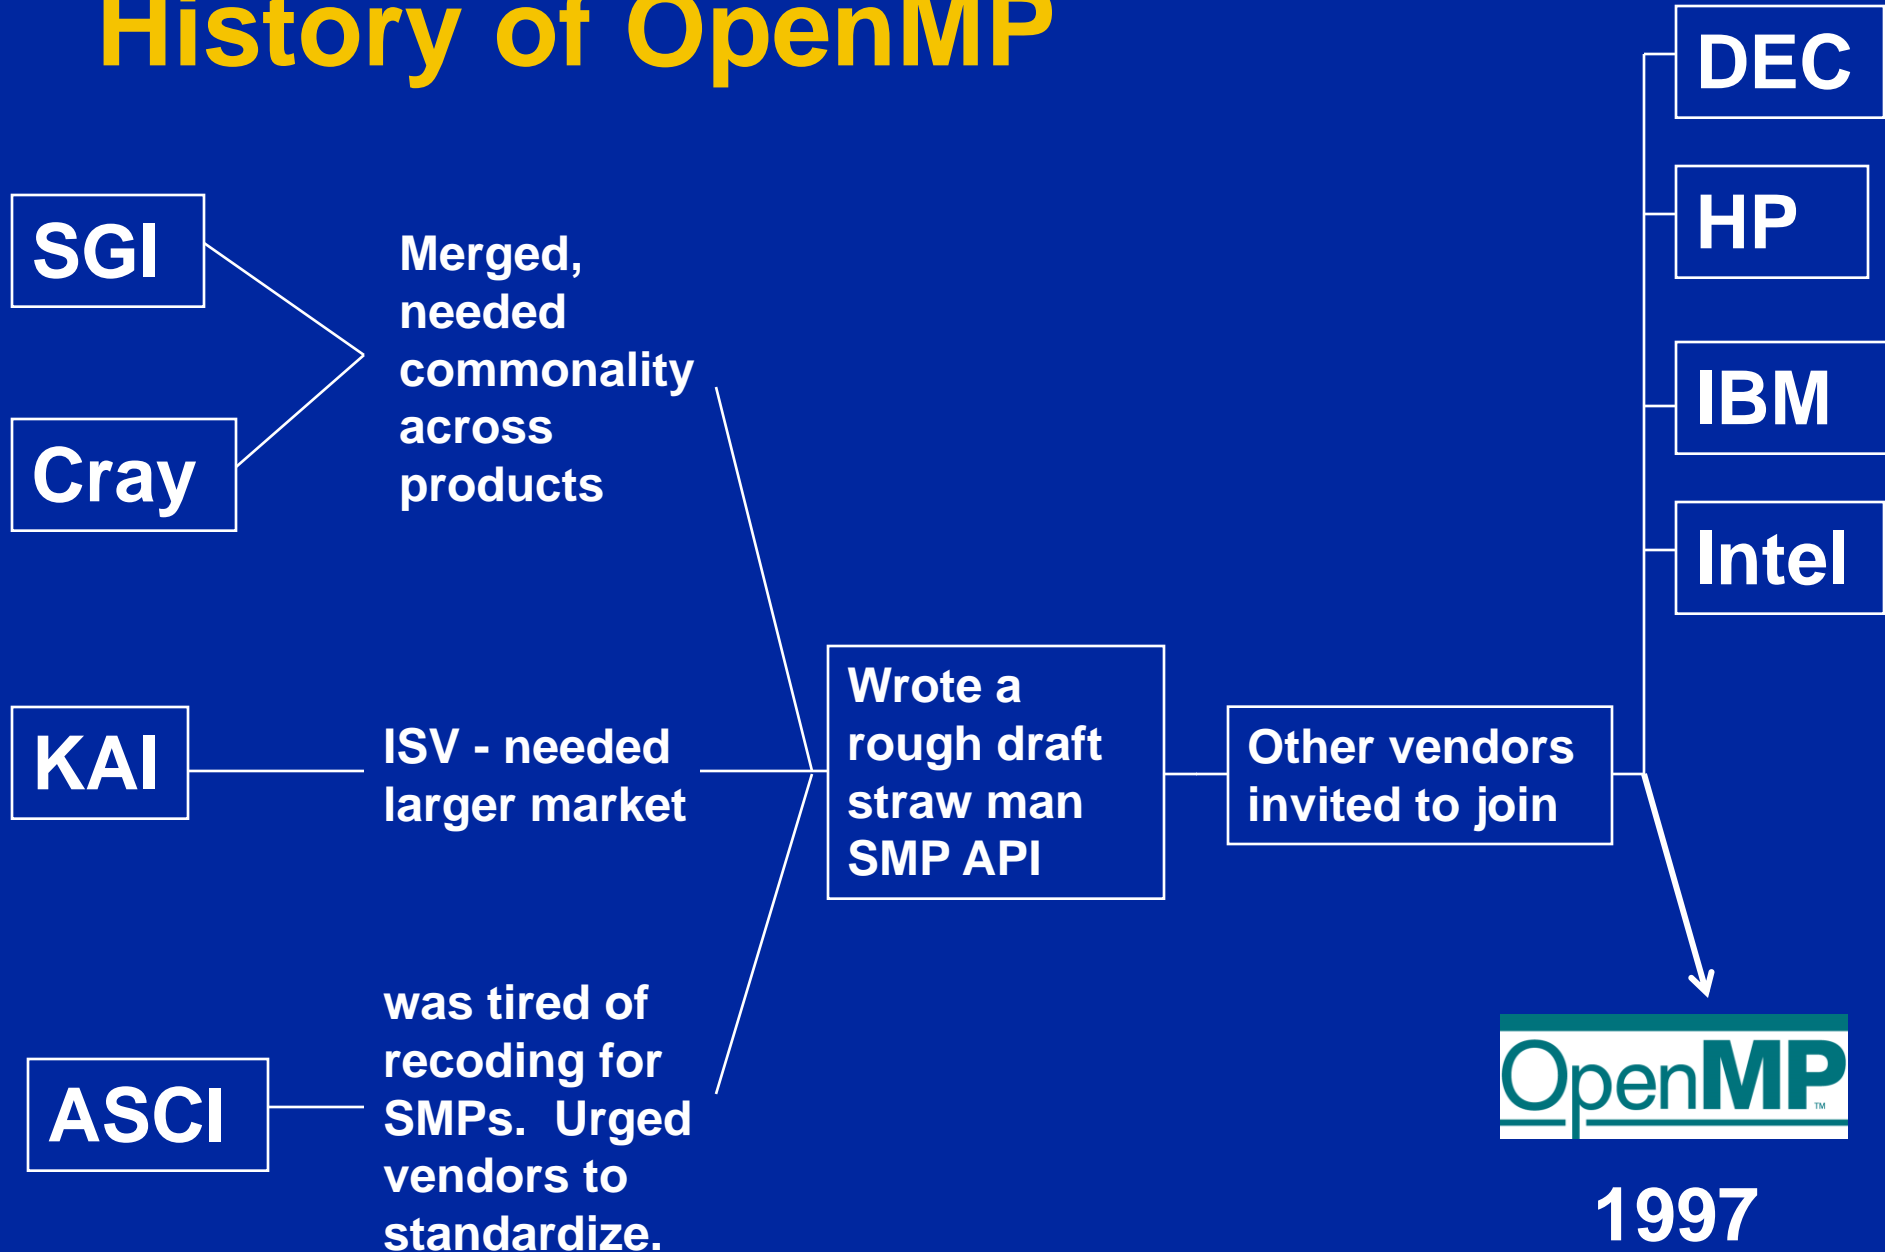 History of OpenMP
DEC
HP
IBM
Intel
SGI
Cray
Merged,
needed
commonality
across
products
KAI
ISV - needed
larger market
ASCI
was tired of
recoding for
SMPs.  Urged
vendors to
standardize.
Wrote a
rough draft
straw man
SMP API
Other vendors
invited to join
OpenMP™
1997